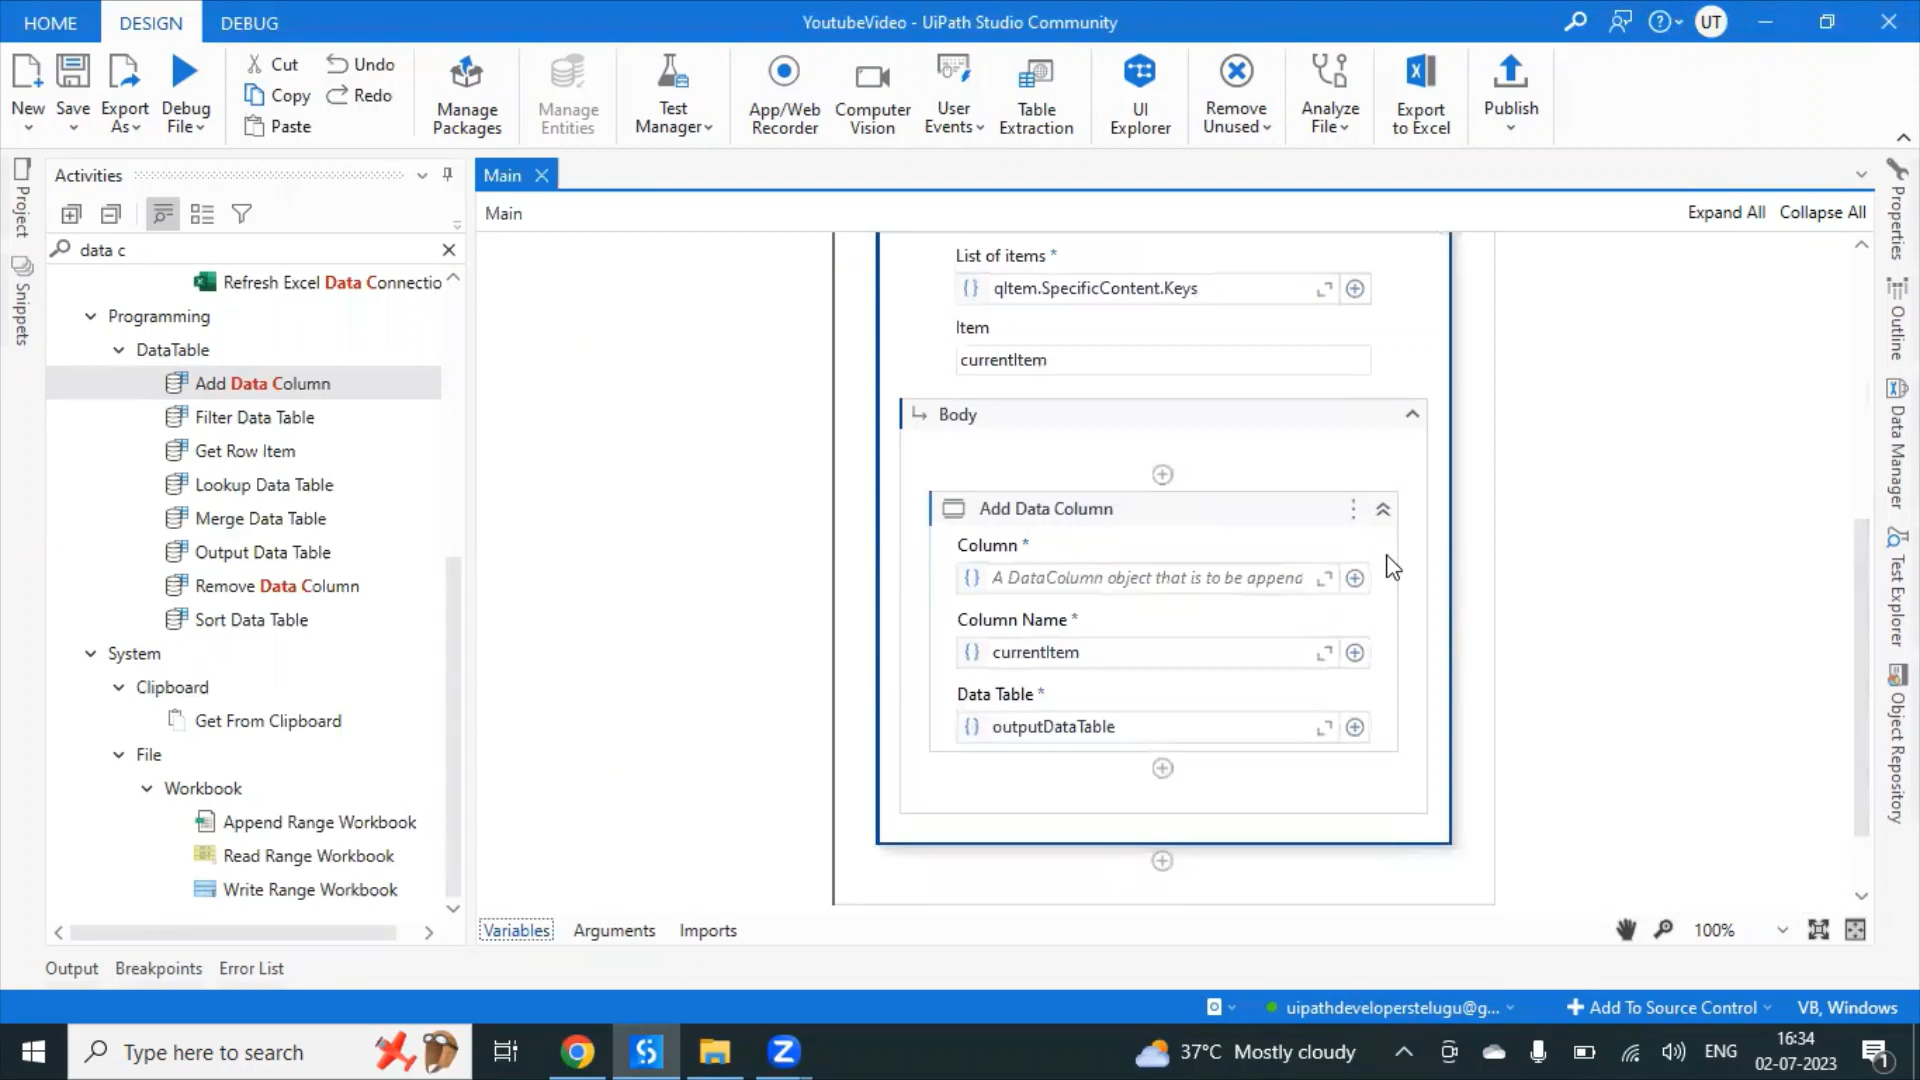 HOME DESIGN DEBUG YoutubeVideo - UiPath Studio Community UT
New Save Export As Debug File Cut Copy Paste Undo Redo Manage Packages Manage Entities Test Manager App/Web Recorder Computer Vision User Events Table Extraction UI Explorer Remove Unused Analyze File Export to Excel Publish
Project
Snippets
Activities
data c
Refresh Excel Data Connectio
Programming
DataTable
Add Data Column
Filter Data Table
Get Row Item
Lookup Data Table
Merge Data Table
Output Data Table
Remove Data Column
Sort Data Table
System
Clipboard
Get From Clipboard
File
Workbook
Append Range Workbook
Read Range Workbook
Write Range Workbook
Main
Main Expand All Collapse All
List of items *
qItem.SpecificContent.Keys
Item
currentItem
Body
Add Data Column
Column *
A DataColumn object that is to be append
Column Name *
currentItem
Data Table *
outputDataTable
Variables Arguments Imports 100%
Properties
Outline
Data Manager
Test Explorer
Object Repository
Output Breakpoints Error List
uipathdeveloperstelugu@g... Add To Source Control VB, Windows
Type here to search 37°C Mostly cloudy ENG 16:34
02-07-2023 1